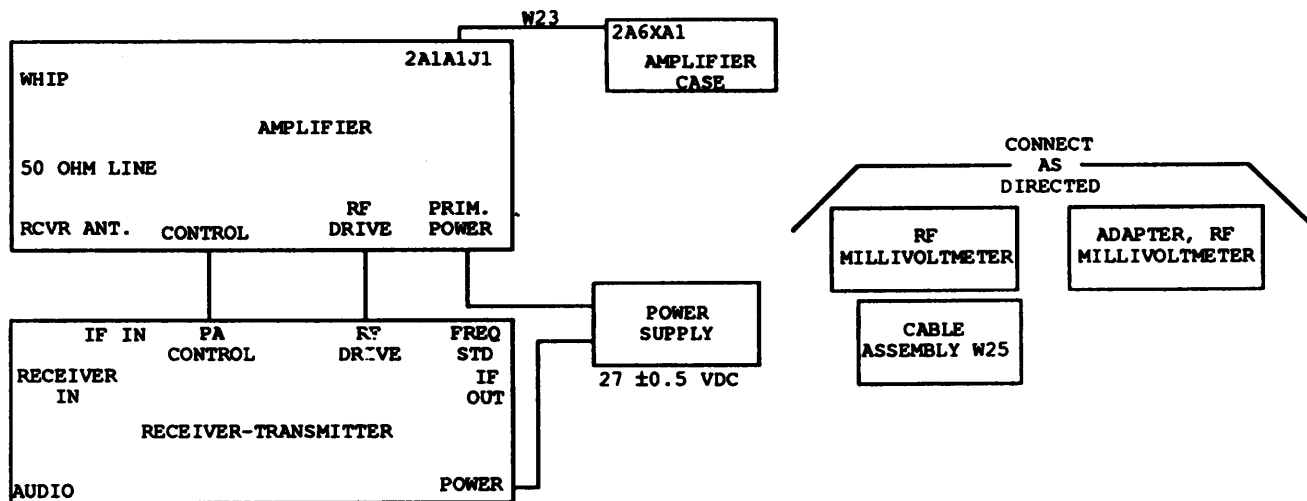 W23
2A1A1J1
2A6XA1
AMPLIFIER
CASE
WHIP
AMPLIFIER
50 OHM LINE
RCVR ANT.
CONTROL
RF
DRIVE
PRIM.
POWER
CONNECT
AS
DIRECTED
RF
MILLIVOLTMETER
ADAPTER, RF
MILLIVOLTMETER
CABLE
ASSEMBLY W25
POWER
SUPPLY
27 ±0.5 VDC
IF IN
PA
CONTROL
RF
DRIVE
FREQ
STD
RECEIVER
IN
IF
OUT
RECEIVER-TRANSMITTER
AUDIO
POWER